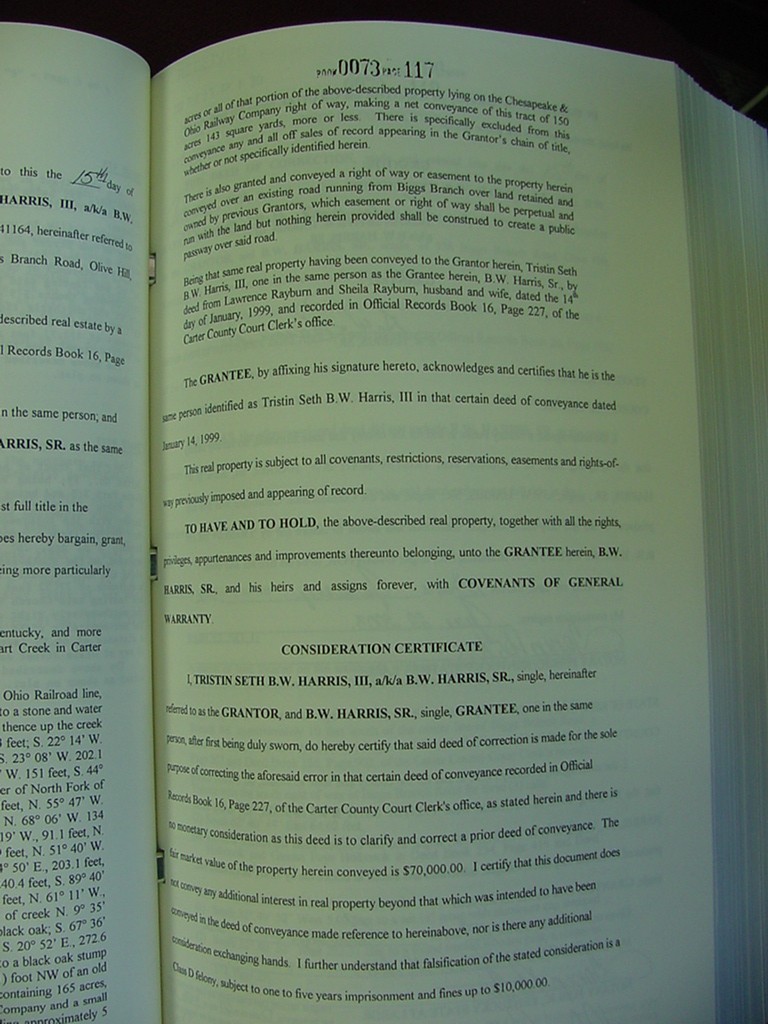 to this the 15th day of
HARRIS, III, a/k/a B.W.
41164, hereinafter referred to
s Branch Road, Olive Hill,
described real estate by a
l Records Book 16, Page
n the same person; and
ARRIS, SR. as the same
st full title in the
oes hereby bargain, grant,
eing more particularly
entucky, and more
art Creek in Carter
Ohio Railroad line,
to a stone and water
thence up the creek
feet; S. 22° 14' W.
S. 23° 08' W. 202.1
' W. 151 feet, S. 44°
er of North Fork of
feet, N. 55° 47' W.
N. 68° 06' W. 134
19' W., 91.1 feet, N.
feet, N. 51° 40' W.
° 50' E., 203.1 feet,
40.4 feet, S. 89° 40'
feet, N. 61° 11' W.,
of creek N. 9° 35'
black oak; S. 67° 36'
S. 20° 52' E., 272.6
to a black oak stump
) foot NW of an old
containing 165 acres,
Company and a small
ling approximately 5
BOOK 0073 PAGE 117
acres or all of that portion of the above-described property lying on the Chesapeake &
Ohio Railway Company right of way, making a net conveyance of this tract of 150
acres 143 square yards, more or less. There is specifically excluded from this
conveyance any and all off sales of record appearing in the Grantor's chain of title,
whether or not specifically identified herein.
There is also granted and conveyed a right of way or easement to the property herein
conveyed over an existing road running from Biggs Branch over land retained and
owned by previous Grantors, which easement or right of way shall be perpetual and
run with the land but nothing herein provided shall be construed to create a public
passway over said road.
Being that same real property having been conveyed to the Grantor herein, Tristin Seth
B.W. Harris, III, one in the same person as the Grantee herein, B.W. Harris, Sr., by
deed from Lawrence Rayburn and Sheila Rayburn, husband and wife, dated the 14th
day of January, 1999, and recorded in Official Records Book 16, Page 227, of the
Carter County Court Clerk's office.
The GRANTEE, by affixing his signature hereto, acknowledges and certifies that he is the
same person identified as Tristin Seth B.W. Harris, III in that certain deed of conveyance dated
January 14, 1999.
This real property is subject to all covenants, restrictions, reservations, easements and rights-of-
way previously imposed and appearing of record.
TO HAVE AND TO HOLD, the above-described real property, together with all the rights,
privileges, appurtenances and improvements thereunto belonging, unto the GRANTEE herein, B.W.
HARRIS, SR., and his heirs and assigns forever, with COVENANTS OF GENERAL
WARRANTY.
CONSIDERATION CERTIFICATE
I, TRISTIN SETH B.W. HARRIS, III, a/k/a B.W. HARRIS, SR., single, hereinafter
referred to as the GRANTOR, and B.W. HARRIS, SR., single, GRANTEE, one in the same
person, after first being duly sworn, do hereby certify that said deed of correction is made for the sole
purpose of correcting the aforesaid error in that certain deed of conveyance recorded in Official
Records Book 16, Page 227, of the Carter County Court Clerk's office, as stated herein and there is
no monetary consideration as this deed is to clarify and correct a prior deed of conveyance. The
fair market value of the property herein conveyed is $70,000.00. I certify that this document does
not convey any additional interest in real property beyond that which was intended to have been
conveyed in the deed of conveyance made reference to hereinabove, nor is there any additional
consideration exchanging hands. I further understand that falsification of the stated consideration is a
Class D felony, subject to one to five years imprisonment and fines up to $10,000.00.